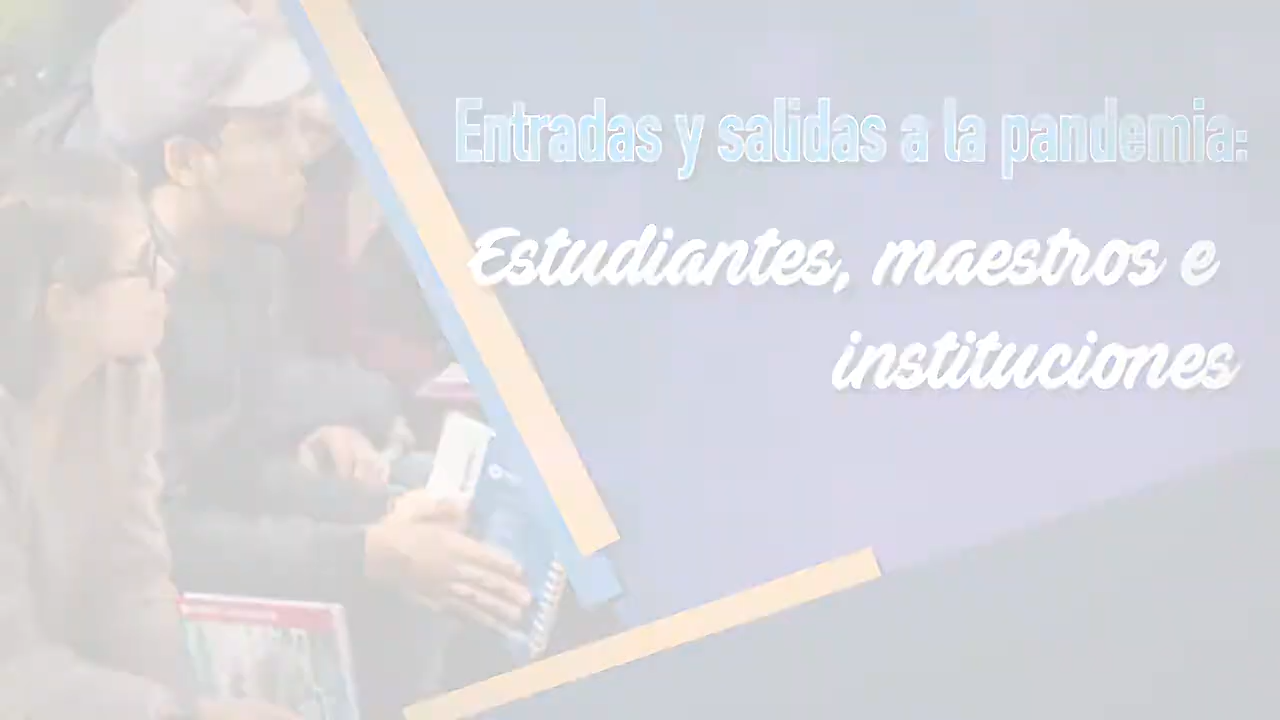 Entradas y salidas a la pandemia:
Estudiantes, maestros e
instituciones